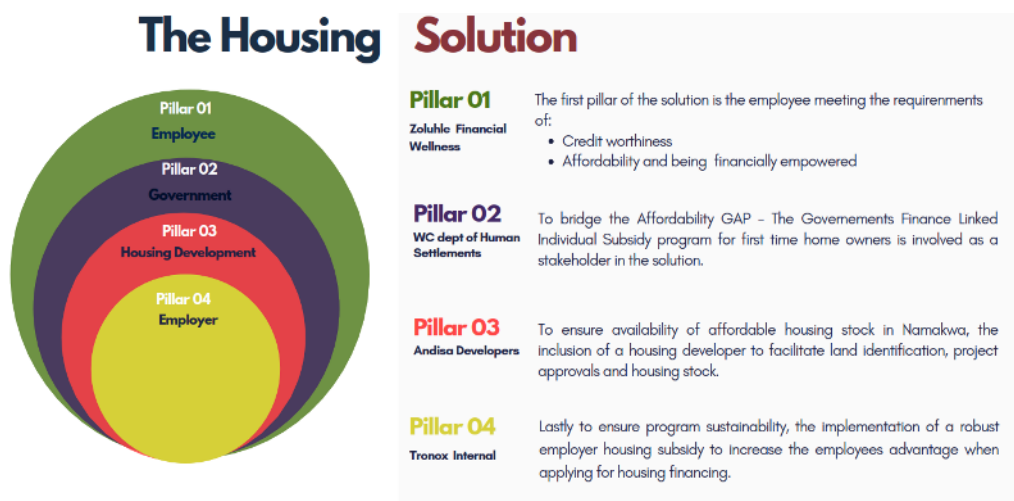 The Housing Solution
Pillar 01
Employee
Pillar 02
Government
Pillar 03
Housing Development
Pillar 04
Employer
Pillar 01
Zoluhle Financial
Wellness
The first pillar of the solution is the employee meeting the requirenments
of:
• Credit worthiness
• Affordability and being financially empowered
Pillar 02
WC dept of Human
Settlements
To bridge the Affordability GAP - The Governements Finance Linked
Individual Subsidy program for first time home owners is involved as a
stakeholder in the solution.
Pillar 03
Andisa Developers
To ensure availability of affordable housing stock in Namakwa, the
inclusion of a housing developer to facilitate land identification, project
approvals and housing stock.
Pillar 04
Tronox Internal
Lastly to ensure program sustainability, the implementation of a robust
employer housing subsidy to increase the employees advantage when
applying for housing financing.